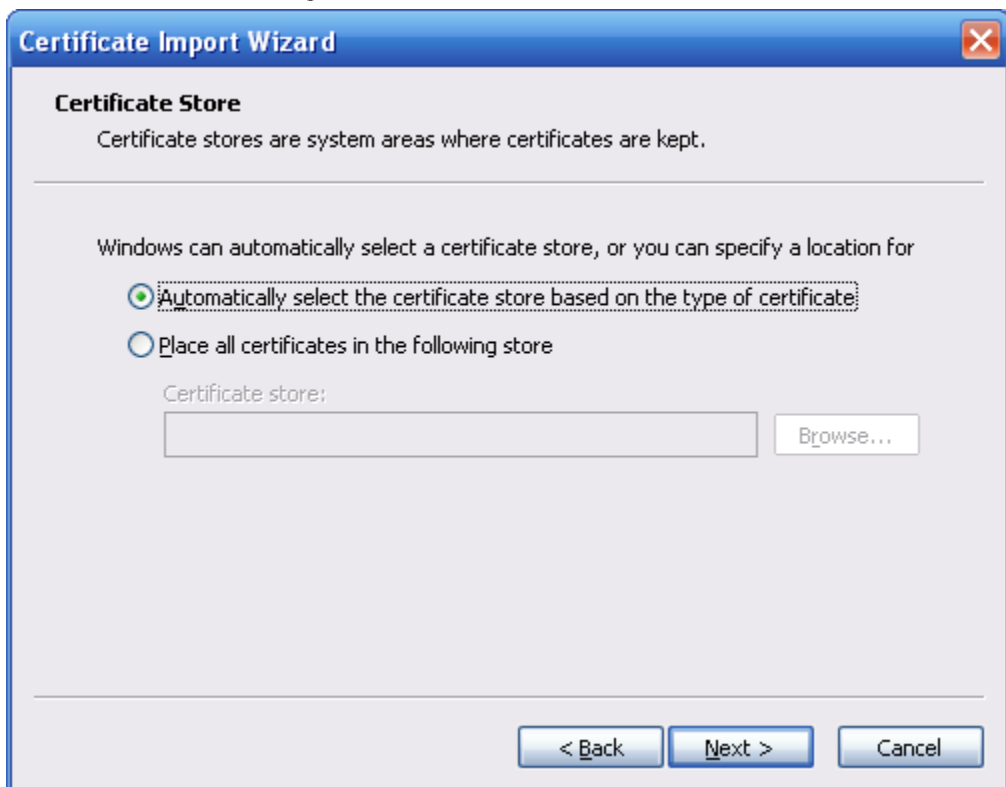 Certificate Import Wizard
Certificate Store
Certificate stores are system areas where certificates are kept.
Windows can automatically select a certificate store, or you can specify a location for
Automatically select the certificate store based on the type of certificate
Place all certificates in the following store
Certificate store:
Browse...
< Back
Next >
Cancel